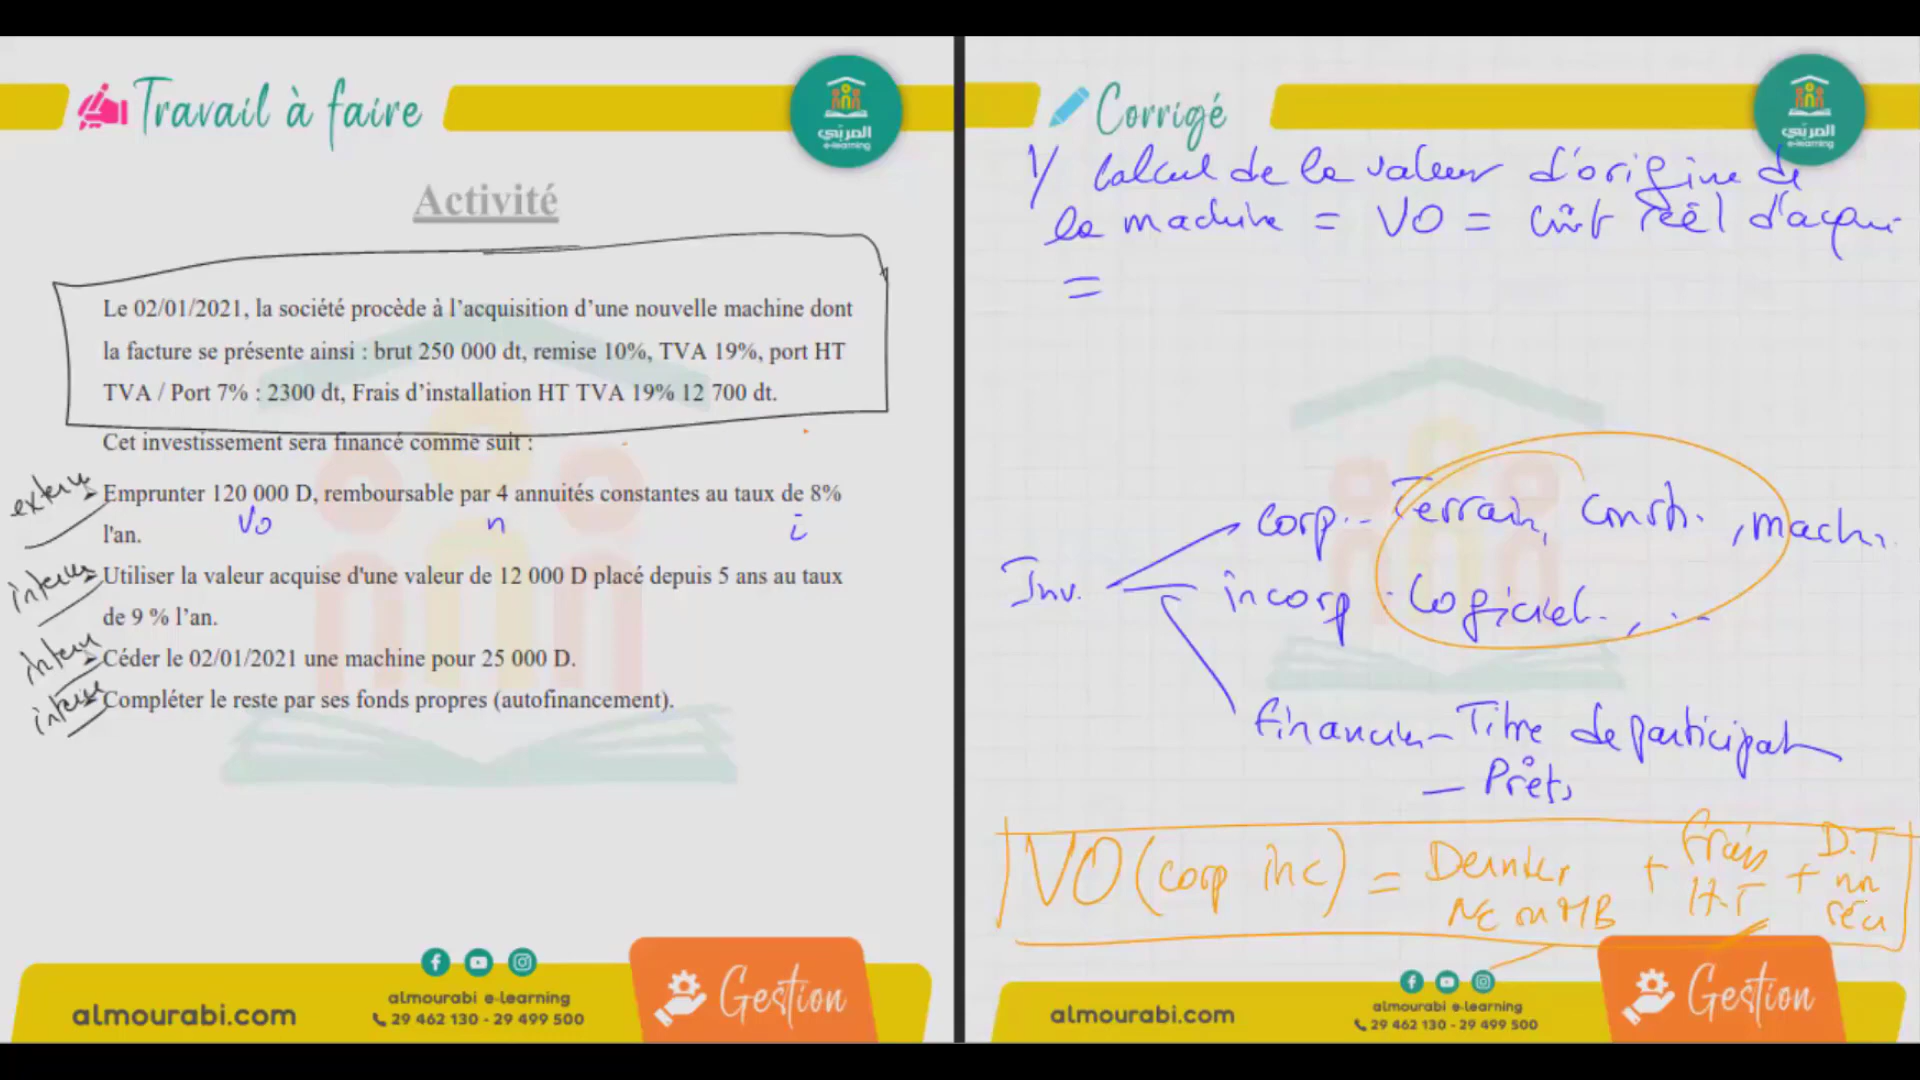 Travail à faire
المربّي
e-learning
Activité
Le 02/01/2021, la société procède à l’acquisition d’une nouvelle machine dont
la facture se présente ainsi : brut 250 000 dt, remise 10%, TVA 19%, port HT
TVA / Port 7% : 2300 dt, Frais d’installation HT TVA 19% 12 700 dt.
Cet investissement sera financé comme suit :
externe
Emprunter 120 000 D, remboursable par 4 annuités constantes au taux de 8%
l'an.
V0 n i
interne
Utiliser la valeur acquise d'une valeur de 12 000 D placé depuis 5 ans au taux
de 9 % l’an.
interne
Céder le 02/01/2021 une machine pour 25 000 D.
interne
Compléter le reste par ses fonds propres (autofinancement).
almourabi.com
almourabi e-learning
29 462 130 - 29 499 500
Gestion
Corrigé
المربّي
e-learning
1/ Calcul de la valeur d'origine de
la machine = VO = coût réel d'acqui-
=
Inv.
corp - Terrain, Constr. , mach.
incorp - Logiciel , ...
financier - Titre de participat
- Prêts
VO (corp inc) = Dernier NC ou MB + frais H.T + D.T non récu
almourabi.com
almourabi e-learning
29 462 130 - 29 499 500
Gestion